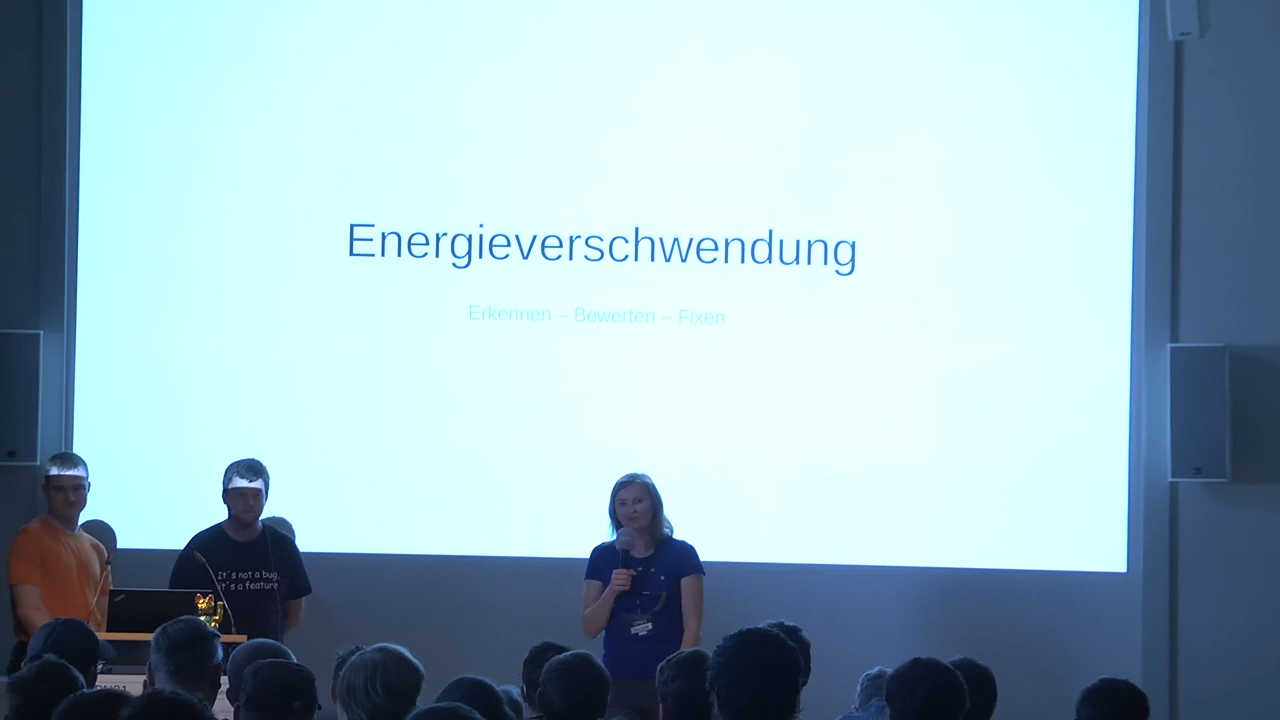 Energieverschwendung
Erkennen – Bewerten – Fixen
It's not a bug,
it's a feature